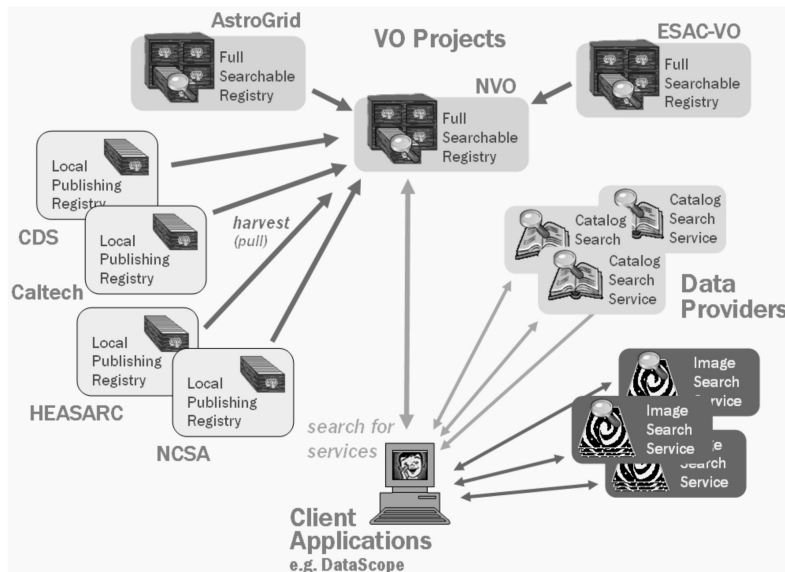 AstroGrid
VO Projects
ESAC-VO
Full
Searchable
Registry
NVO
Full
Searchable
Registry
Full
Searchable
Registry
Local
Publishing
Registry
CDS
Local
Publishing
Registry
Caltech
harvest
(pull)
Local
Publishing
Registry
HEASARC
Local
Publishing
Registry
NCSA
Catalog
Search
Service
Catalog
Search
Catalog
Search
Service
Data
Providers
Image
Search
Service
Image
Search
Service
Search
Service
search for
services
Client
Applications
e.g. DataScope